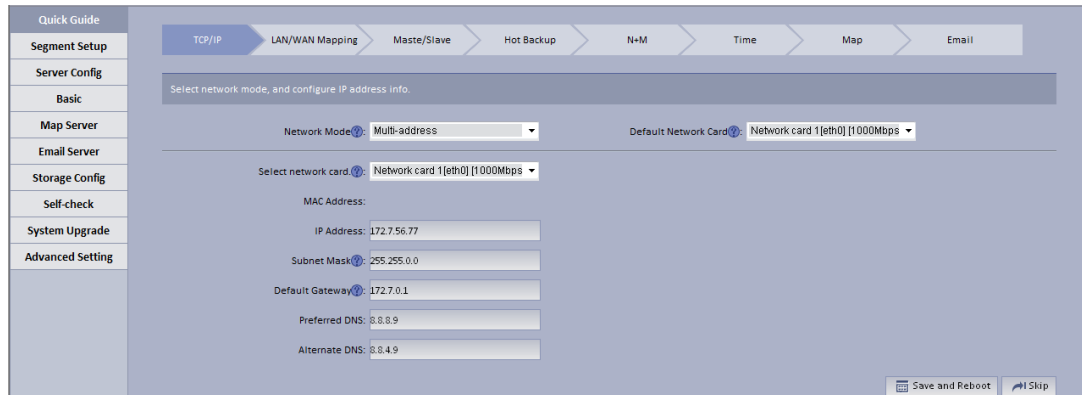 Quick Guide
Segment Setup
Server Config
Basic
Map Server
Email Server
Storage Config
Self-check
System Upgrade
Advanced Setting
TCP/IP LAN/WAN Mapping Maste/Slave Hot Backup N+M Time Map Email
Select network mode, and configure IP address info.
Network Mode?: Multi-address Default Network Card?: Network card 1[eth0] [1000Mbps
Select network card.?: Network card 1[eth0] [1000Mbps
MAC Address:
IP Address: 172.7.56.77
Subnet Mask?: 255.255.0.0
Default Gateway?: 172.7.0.1
Preferred DNS: 8.8.8.9
Alternate DNS: 8.8.4.9
Save and Reboot Skip